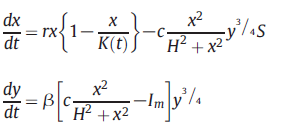 dx/dt = rx{1 − x/K(t)} − c · x²/(H² + x²) y^(3/4) S
dy/dt = β[c · x²/(H² + x²) − I_m] y^(3/4)